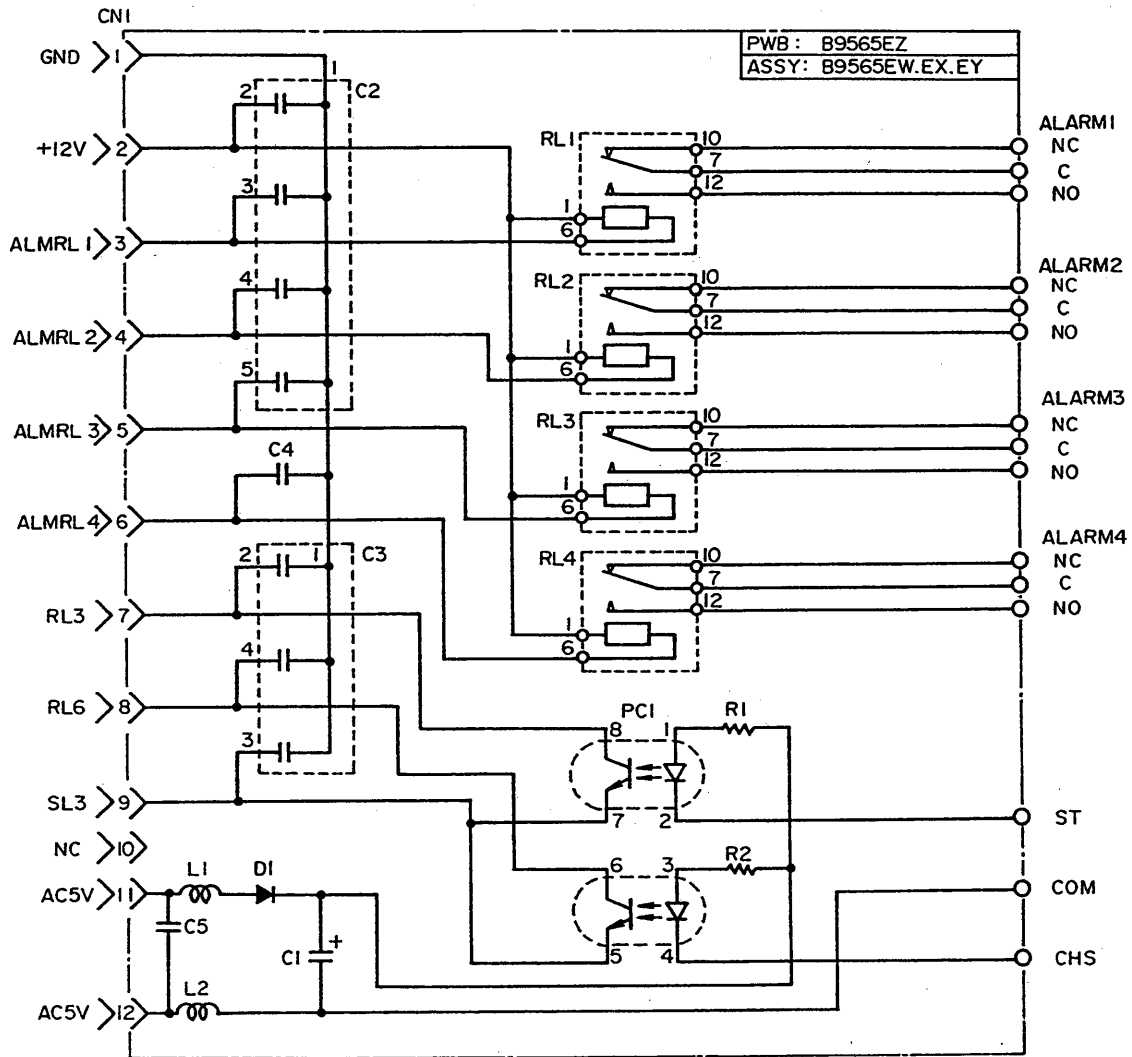 CN1
PWB: B9565EZ
ASSY: B9565EW.EX.EY
GND 1
1
2 C2
+12V 2
3
ALMRL 1 3
4
ALMRL 2 4
5
ALMRL 3 5
C4
ALMRL 4 6
2 1 C3
RL3 7
4
RL6 8
3
SL3 9
NC 10
AC5V 11 L1 D1
C5
C1 +
L2
AC5V 12
RL1 10
7
12
1
6
ALARM1
NC
C
NO
RL2 10
7
12
1
6
ALARM2
NC
C
NO
RL3 10
7
12
1
6
ALARM3
NC
C
NO
RL4 10
7
12
1
6
ALARM4
NC
C
NO
PC1 R1
8 1
7 2
ST
R2
6 3
5 4
COM
CHS